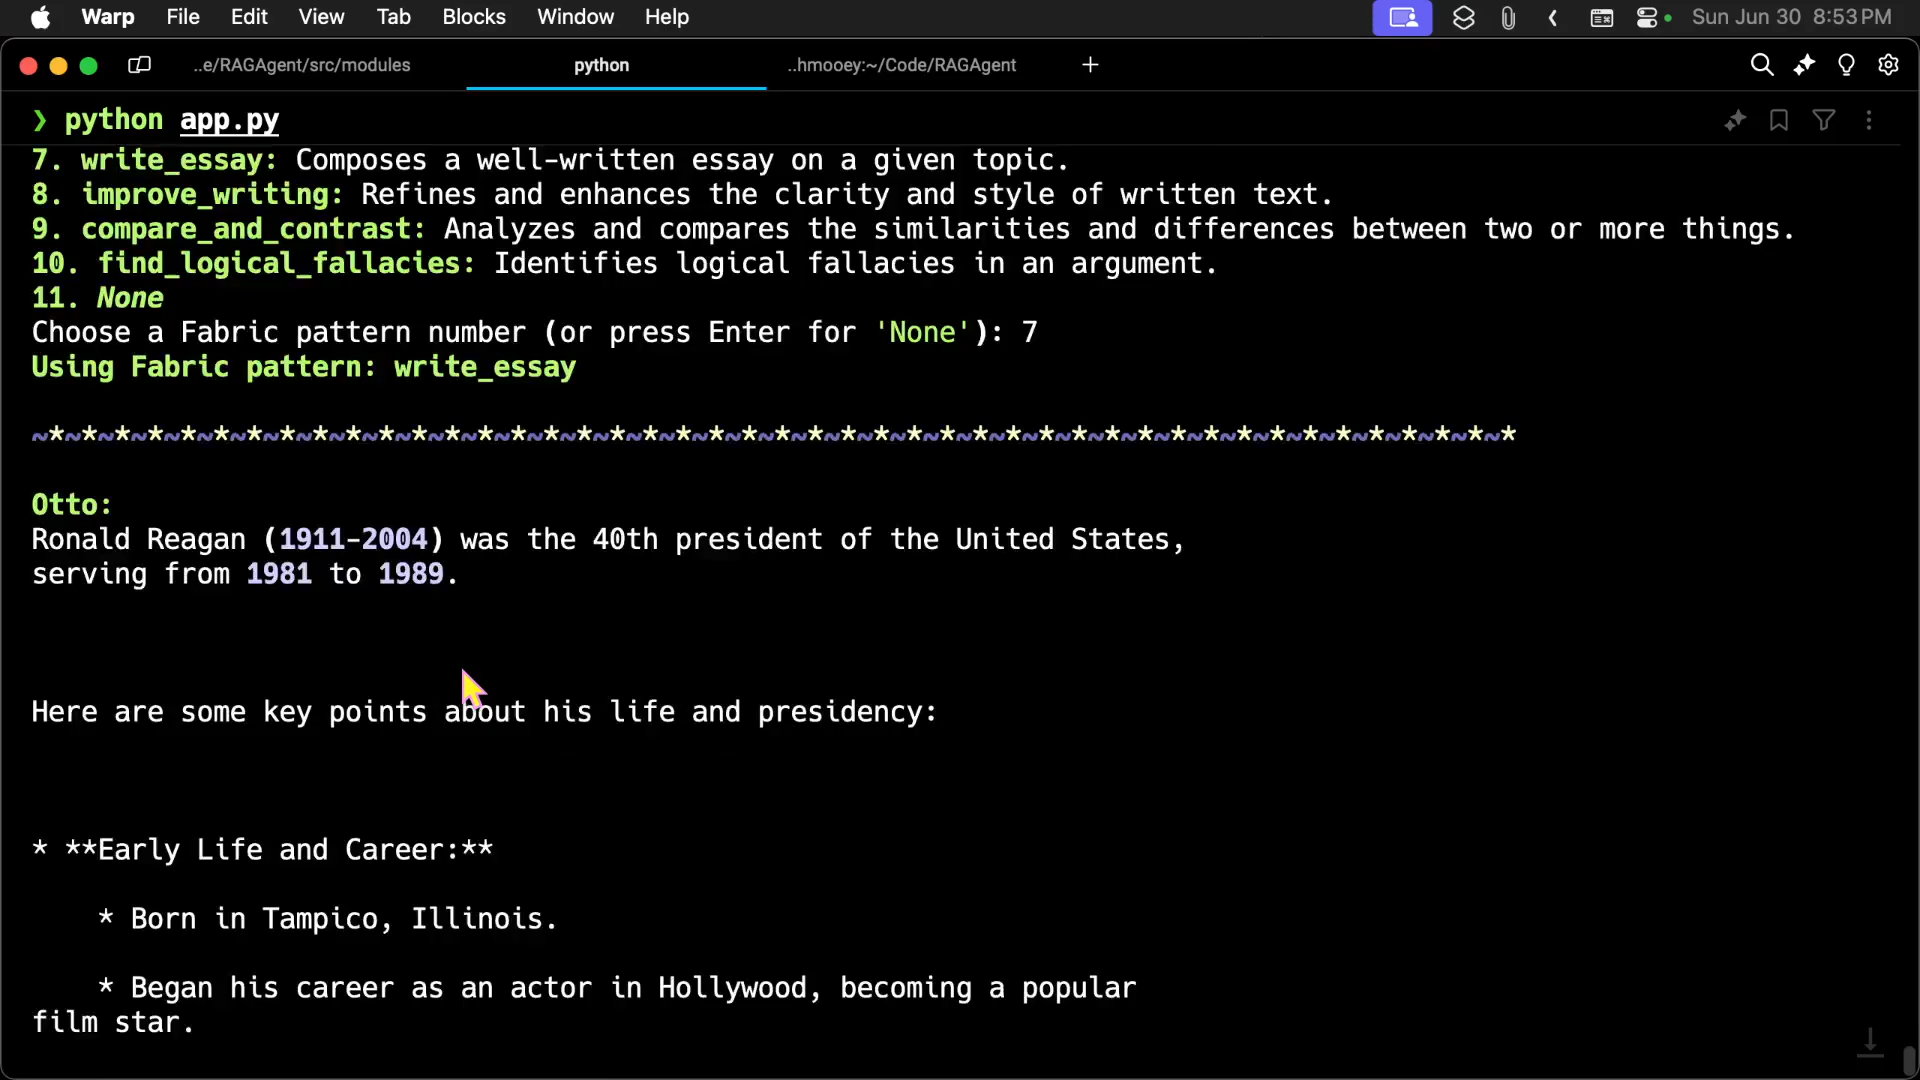 Warp File Edit View Tab Blocks Window Help Sun Jun 30 8:53 PM
..e/RAGAgent/src/modules python ..hmooey:~/Code/RAGAgent +
❯ python app.py
7. write_essay: Composes a well-written essay on a given topic.
8. improve_writing: Refines and enhances the clarity and style of written text.
9. compare_and_contrast: Analyzes and compares the similarities and differences between two or more things.
10. find_logical_fallacies: Identifies logical fallacies in an argument.
11. None
Choose a Fabric pattern number (or press Enter for 'None'): 7
Using Fabric pattern: write_essay
~*~*~*~*~*~*~*~*~*~*~*~*~*~*~*~*~*~*~*~*~*~*~*~*~*~*~*~*~*~*~*~*~*~*~*~*~*~*~*~*~*~*~*~*~*
Otto:
Ronald Reagan (1911-2004) was the 40th president of the United States,
serving from 1981 to 1989.
Here are some key points about his life and presidency:
* **Early Life and Career:**
* Born in Tampico, Illinois.
* Began his career as an actor in Hollywood, becoming a popular
film star.